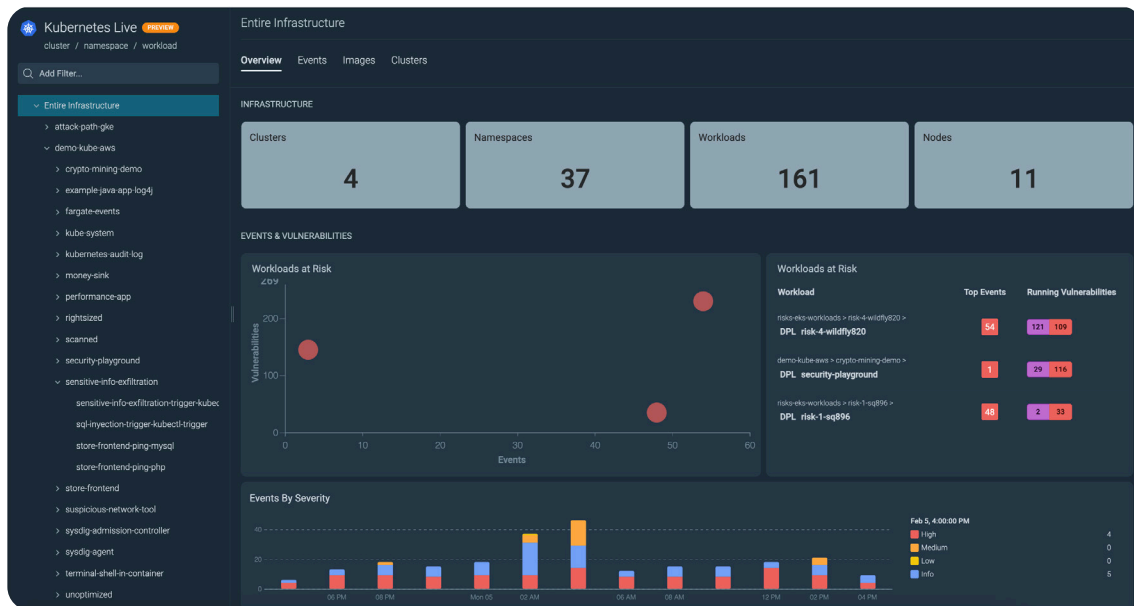 Kubernetes Live PREVIEW
cluster / namespace / workload
Add Filter...
Entire Infrastructure
attack-path-gke
demo-kube-aws
crypto-mining-demo
example-java-app-log4j
fargate-events
kube-system
kubernetes-audit-log
money-sink
performance-app
rightsized
scanned
security-playground
sensitive-info-exfiltration
sensitive-info-exfiltration-trigger-kubec
sql-inyection-trigger-kubectl-trigger
store-frontend-ping-mysql
store-frontend-ping-php
store-frontend
suspicious-network-tool
sysdig-admission-controller
sysdig-agent
terminal-shell-in-container
unoptimized
Entire Infrastructure
Overview Events Images Clusters
INFRASTRUCTURE
Clusters
4
Namespaces
37
Workloads
161
Nodes
11
EVENTS & VULNERABILITIES
Workloads at Risk
269
200
100
0
Vulnerabilities
0 10 20 30 40 50 60
Events
Workloads at Risk
Workload Top Events Running Vulnerabilities
risks-eks-workloads > risk-4-wildfly820 >
DPL risk-4-wildfly820 54 121 109
demo-kube-aws > crypto-mining-demo >
DPL security-playground 1 29 116
risks-eks-workloads > risk-1-sq896 >
DPL risk-1-sq896 48 2 33
Events By Severity
40
20
0
06 PM 08 PM Mon 05 02 AM 06 AM 08 AM 12 PM 02 PM 04 PM
Feb 5, 4:00:00 PM
High 4
Medium 0
Low 0
Info 5